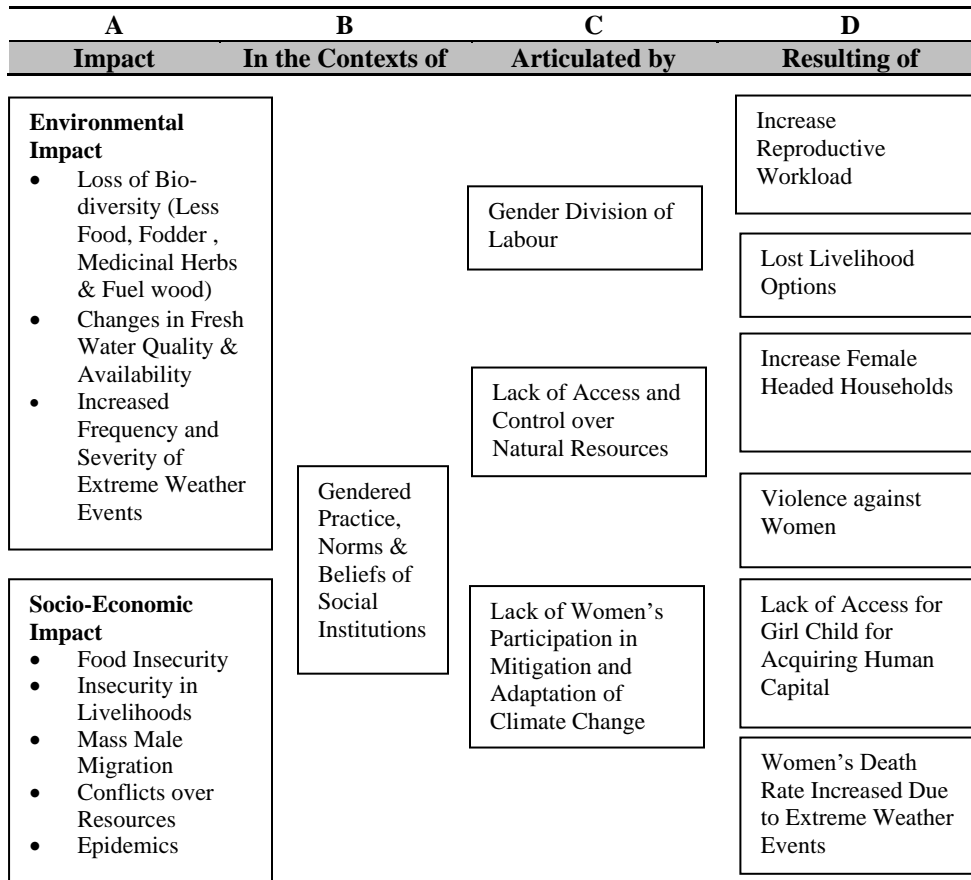 A B C D
Impact In the Contexts of Articulated by Resulting of
Environmental
Impact
• Loss of Bio-
diversity (Less
Food, Fodder ,
Medicinal Herbs
& Fuel wood)
• Changes in Fresh
Water Quality &
Availability
• Increased
Frequency and
Severity of
Extreme Weather
Events
Socio-Economic
Impact
• Food Insecurity
• Insecurity in
Livelihoods
• Mass Male
Migration
• Conflicts over
Resources
• Epidemics
Gendered
Practice,
Norms &
Beliefs of
Social
Institutions
Gender Division of
Labour
Lack of Access and
Control over
Natural Resources
Lack of Women’s
Participation in
Mitigation and
Adaptation of
Climate Change
Increase
Reproductive
Workload
Lost Livelihood
Options
Increase Female
Headed Households
Violence against
Women
Lack of Access for
Girl Child for
Acquiring Human
Capital
Women’s Death
Rate Increased Due
to Extreme Weather
Events